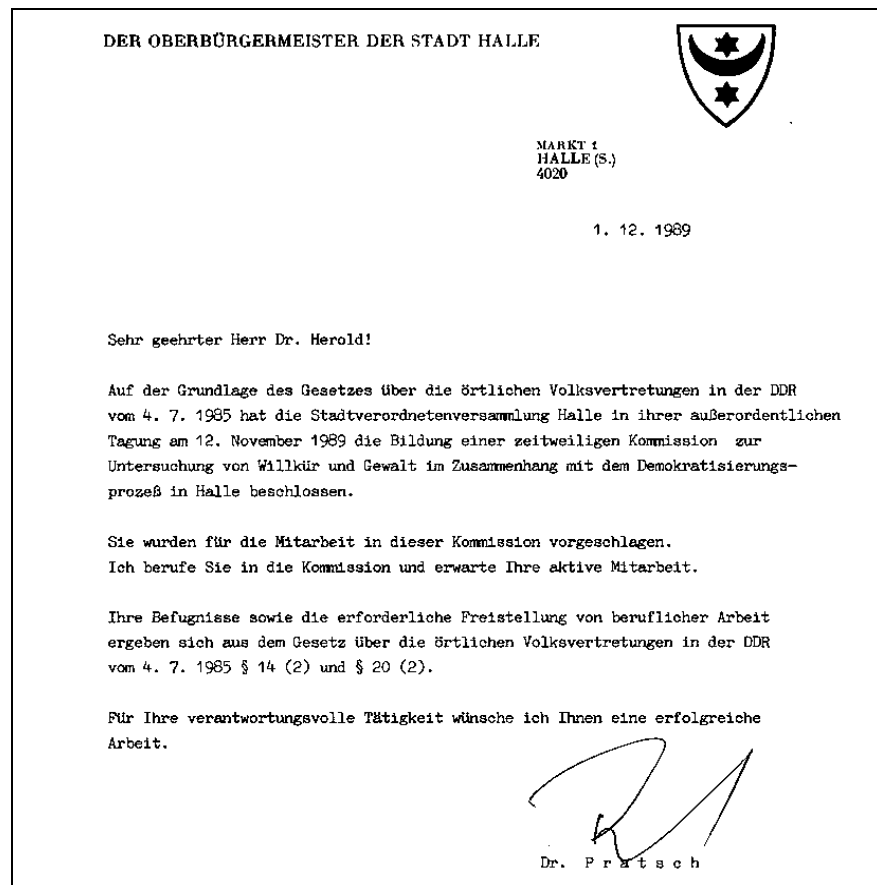 DER OBERBÜRGERMEISTER DER STADT HALLE
MARKT 1
HALLE (S.)
4020
1. 12. 1989
Sehr geehrter Herr Dr. Herold!
Auf der Grundlage des Gesetzes über die örtlichen Volksvertretungen in der DDR
vom 4. 7. 1985 hat die Stadtverordnetenversammlung Halle in ihrer außerordentlichen
Tagung am 12. November 1989 die Bildung einer zeitweiligen Kommission zur
Untersuchung von Willkür und Gewalt im Zusammenhang mit dem Demokratisierungs-
prozeß in Halle beschlossen.
Sie wurden für die Mitarbeit in dieser Kommission vorgeschlagen.
Ich berufe Sie in die Kommission und erwarte Ihre aktive Mitarbeit.
Ihre Befugnisse sowie die erforderliche Freistellung von beruflicher Arbeit
ergeben sich aus dem Gesetz über die örtlichen Volksvertretungen in der DDR
vom 4. 7. 1985 § 14 (2) und § 20 (2).
Für Ihre verantwortungsvolle Tätigkeit wünsche ich Ihnen eine erfolgreiche
Arbeit.
Dr. Pratsch